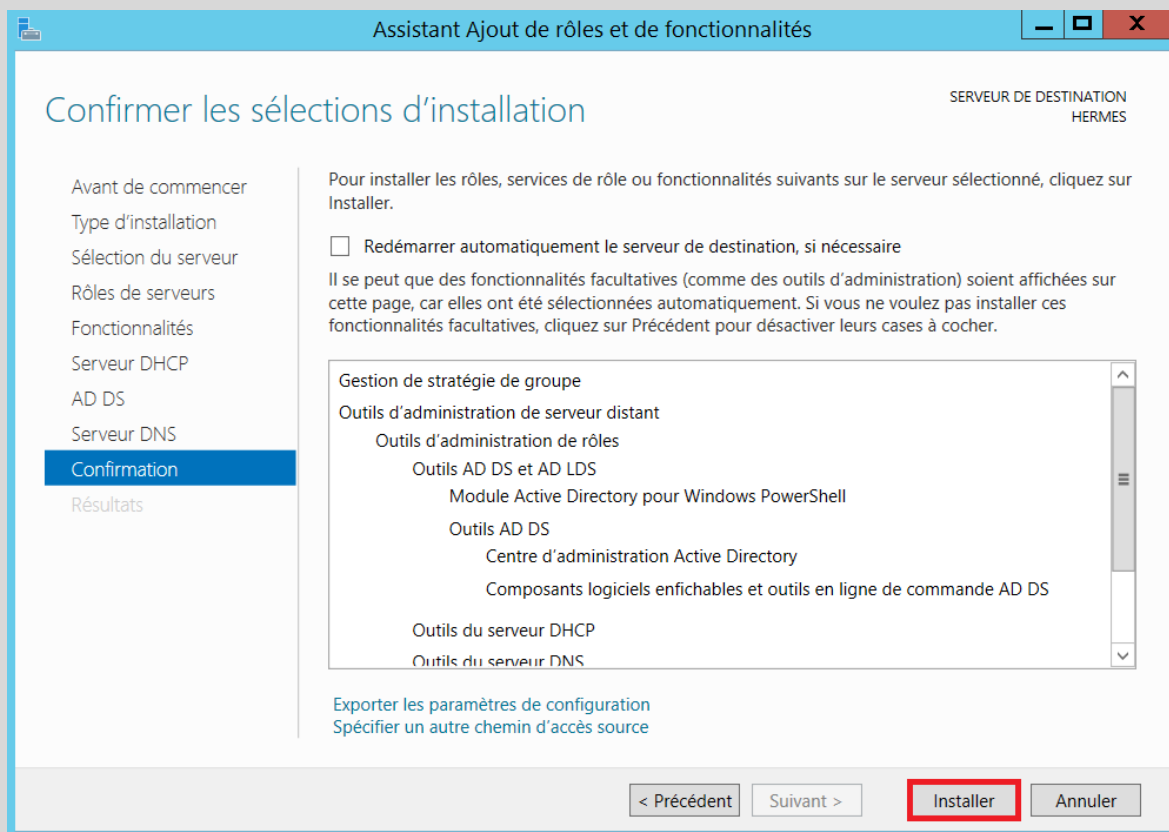 Assistant Ajout de rôles et de fonctionnalités
Confirmer les sélections d'installation
SERVEUR DE DESTINATION
HERMES
Avant de commencer
Type d'installation
Sélection du serveur
Rôles de serveurs
Fonctionnalités
Serveur DHCP
AD DS
Serveur DNS
Confirmation
Résultats
Pour installer les rôles, services de rôle ou fonctionnalités suivants sur le serveur sélectionné, cliquez sur
Installer.
Redémarrer automatiquement le serveur de destination, si nécessaire
Il se peut que des fonctionnalités facultatives (comme des outils d'administration) soient affichées sur
cette page, car elles ont été sélectionnées automatiquement. Si vous ne voulez pas installer ces
fonctionnalités facultatives, cliquez sur Précédent pour désactiver leurs cases à cocher.
Gestion de stratégie de groupe
Outils d'administration de serveur distant
Outils d'administration de rôles
Outils AD DS et AD LDS
Module Active Directory pour Windows PowerShell
Outils AD DS
Centre d'administration Active Directory
Composants logiciels enfichables et outils en ligne de commande AD DS
Outils du serveur DHCP
Outils du serveur DNS
Exporter les paramètres de configuration
Spécifier un autre chemin d'accès source
< Précédent Suivant > Installer Annuler